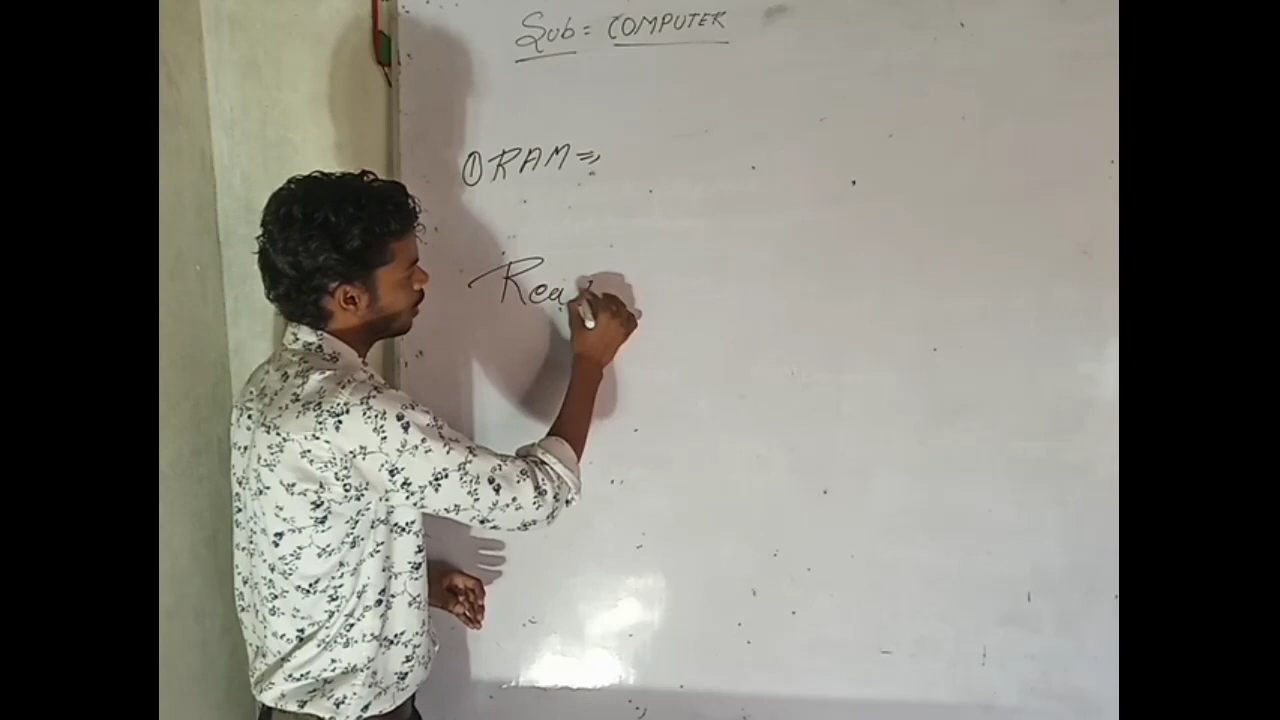 Sub = COMPUTER
① RAM =>
Rea